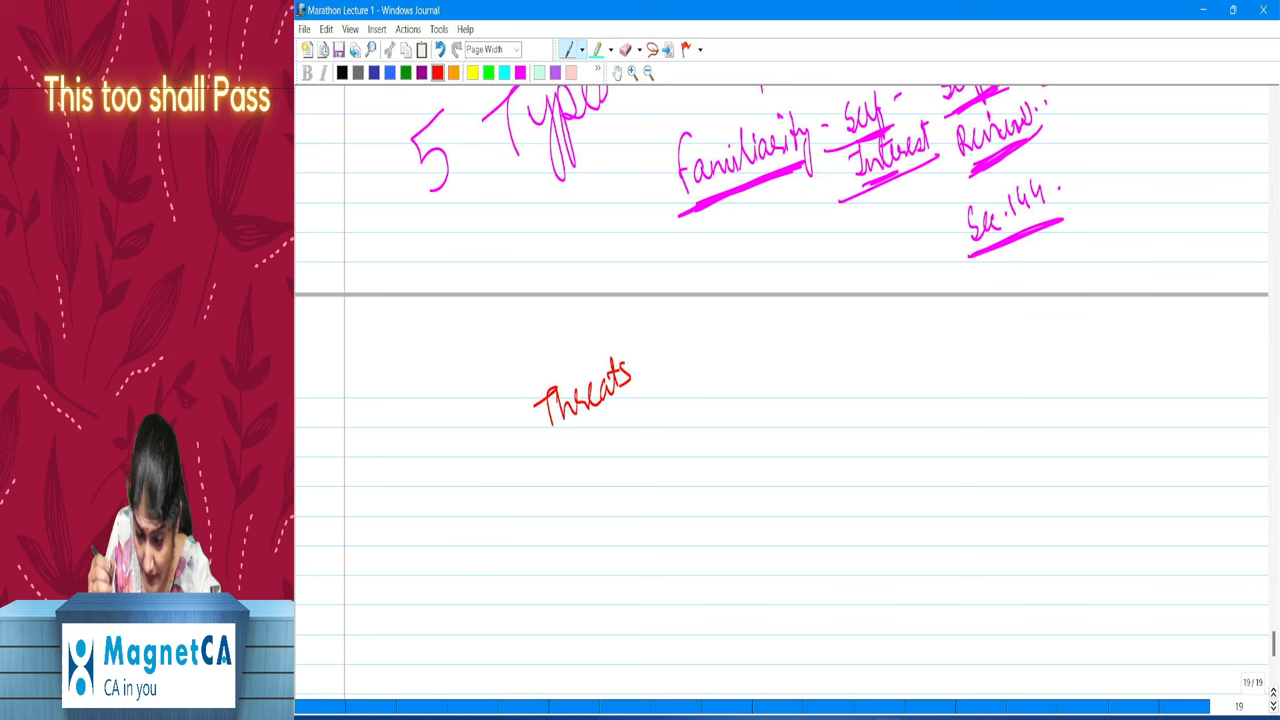 Marathon Lecture 1 - Windows Journal
File Edit View Insert Actions Tools Help
Page Width
B I
This too shall Pass
5 Types
Familiarity - Self - Interest
Review.
Sec. 144.
Threats
MagnetCA
CA in you
19 / 19
19